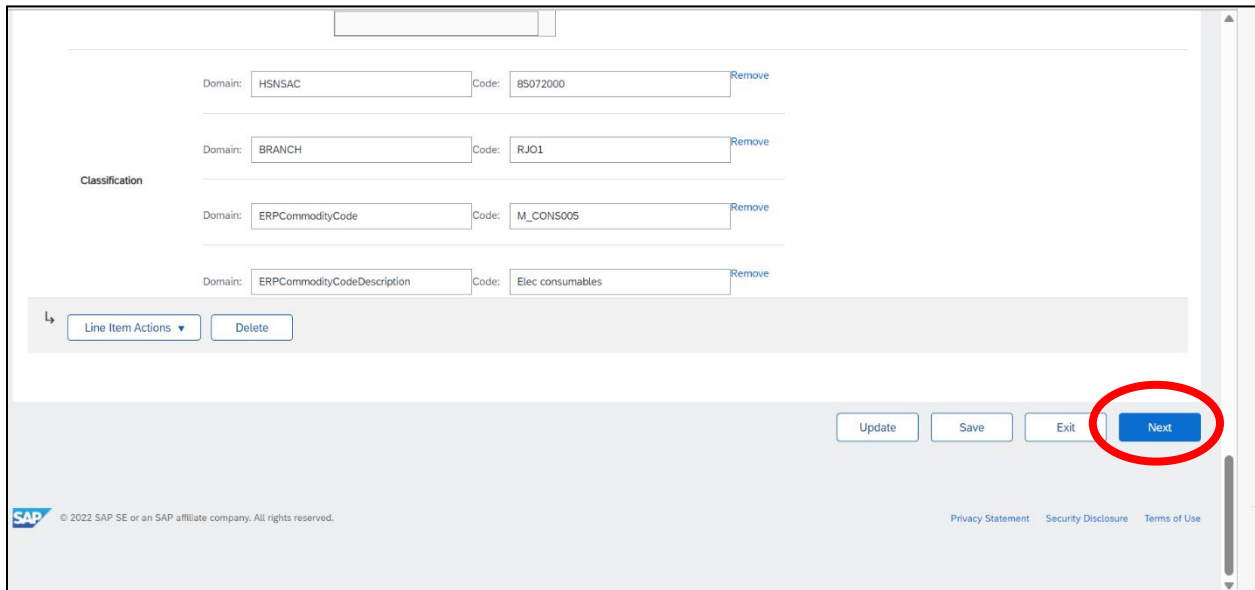 Domain: HSNSAC Code: 85072000 Remove
Domain: BRANCH Code: RJO1 Remove
Classification
Domain: ERPCommodityCode Code: M_CONS005 Remove
Domain: ERPCommodityCodeDescription Code: Elec consumables Remove
Line Item Actions ▼ Delete
Update Save Exit Next
SAP © 2022 SAP SE or an SAP affiliate company. All rights reserved. Privacy Statement Security Disclosure Terms of Use